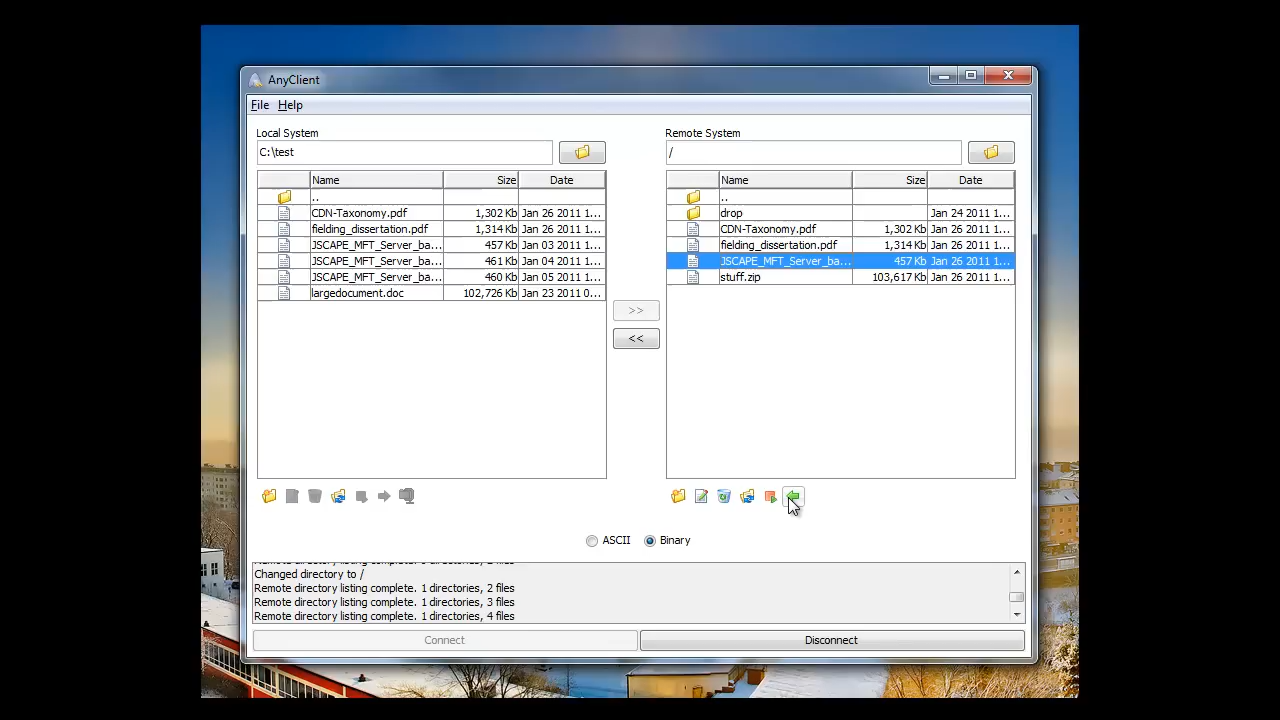 AnyClient
File Help
Local System
C:\test
Name Size Date
..
CDN-Taxonomy.pdf 1,302 Kb Jan 26 2011 1...
fielding_dissertation.pdf 1,314 Kb Jan 26 2011 1...
JSCAPE_MFT_Server_ba... 457 Kb Jan 03 2011 1...
JSCAPE_MFT_Server_ba... 461 Kb Jan 04 2011 1...
JSCAPE_MFT_Server_ba... 460 Kb Jan 05 2011 1...
largedocument.doc 102,726 Kb Jan 23 2011 0...
>>
<<
Remote System
/
Name Size Date
..
drop Jan 24 2011 1...
CDN-Taxonomy.pdf 1,302 Kb Jan 26 2011 1...
fielding_dissertation.pdf 1,314 Kb Jan 26 2011 1...
JSCAPE_MFT_Server_ba... 457 Kb Jan 26 2011 1...
stuff.zip 103,617 Kb Jan 26 2011 1...
ASCII Binary
Changed directory to /
Remote directory listing complete. 1 directories, 2 files
Remote directory listing complete. 1 directories, 3 files
Remote directory listing complete. 1 directories, 4 files
Connect Disconnect